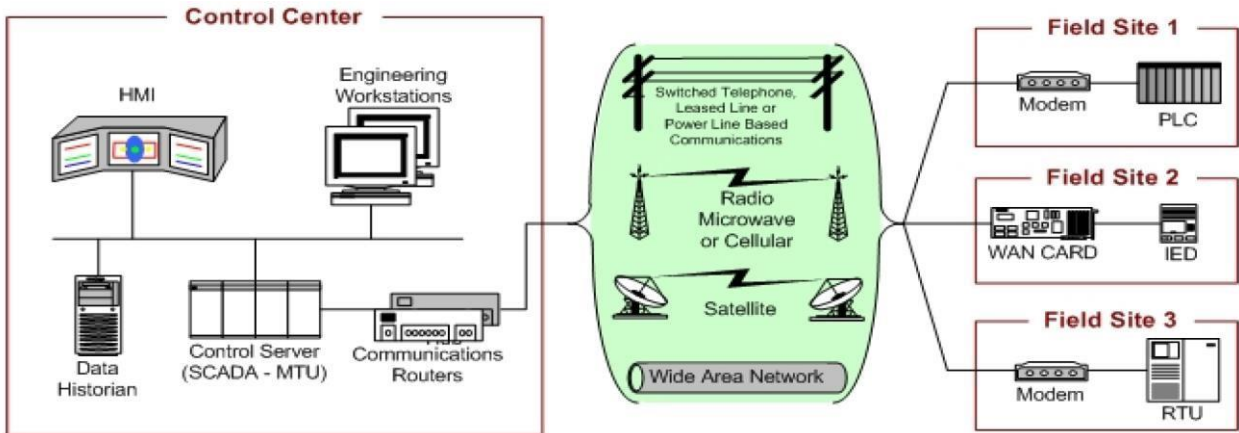 Control Center
HMI
Engineering
Workstations
Data
Historian
Control Server
(SCADA - MTU)
Communications
Routers
Switched Telephone,
Leased Line or
Power Line Based
Communications
Radio
Microwave
or Cellular
Satellite
Wide Area Network
Field Site 1
Modem
PLC
Field Site 2
WAN CARD
IED
Field Site 3
Modem
RTU